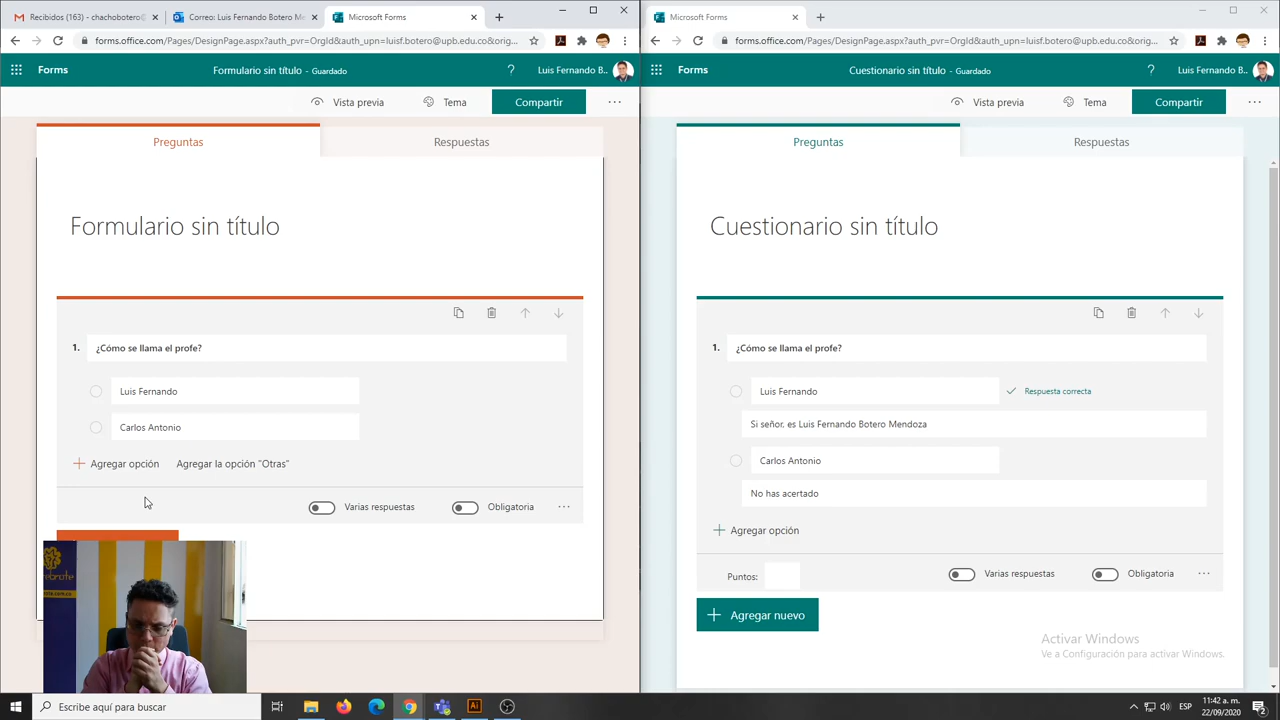 Recibidos (163) - chachobotero@
Correo: Luis Fernando Botero Me
Microsoft Forms
forms.office.com/Pages/DesignPage.aspx?auth_pvr=OrgId&auth_upn=luisf.botero@upb.edu.co&orig...
Forms
Formulario sin título - Guardado
?
Luis Fernando B..
Vista previa
Tema
Compartir
...
Preguntas
Respuestas
Formulario sin título
1. ¿Cómo se llama el profe?
Luis Fernando
Carlos Antonio
+ Agregar opción
Agregar la opción "Otras"
Varias respuestas
Obligatoria
...
Microsoft Forms
forms.office.com/Pages/DesignPage.aspx?auth_pvr=OrgId&auth_upn=luisf.botero@upb.edu.co&orig...
Forms
Cuestionario sin título - Guardado
?
Luis Fernando B..
Vista previa
Tema
Compartir
...
Preguntas
Respuestas
Cuestionario sin título
1. ¿Cómo se llama el profe?
Luis Fernando
Respuesta correcta
Si señor, es Luis Fernando Botero Mendoza
Carlos Antonio
No has acertado
+ Agregar opción
Puntos:
Varias respuestas
Obligatoria
...
+ Agregar nuevo
Activar Windows
Ve a Configuración para activar Windows.
Escribe aquí para buscar
ESP
11:42 a. m.
22/09/2020
2